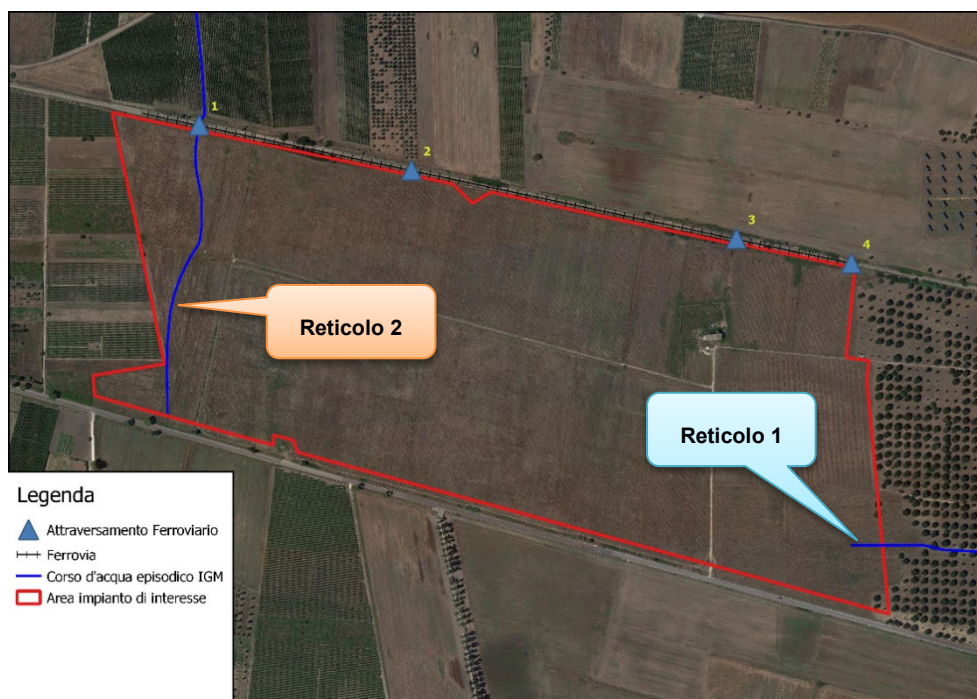 1
2
3
4
Reticolo 2
Reticolo 1
Legenda
Attraversamento Ferroviario
Ferrovia
Corso d'acqua episodico IGM
Area impianto di interesse